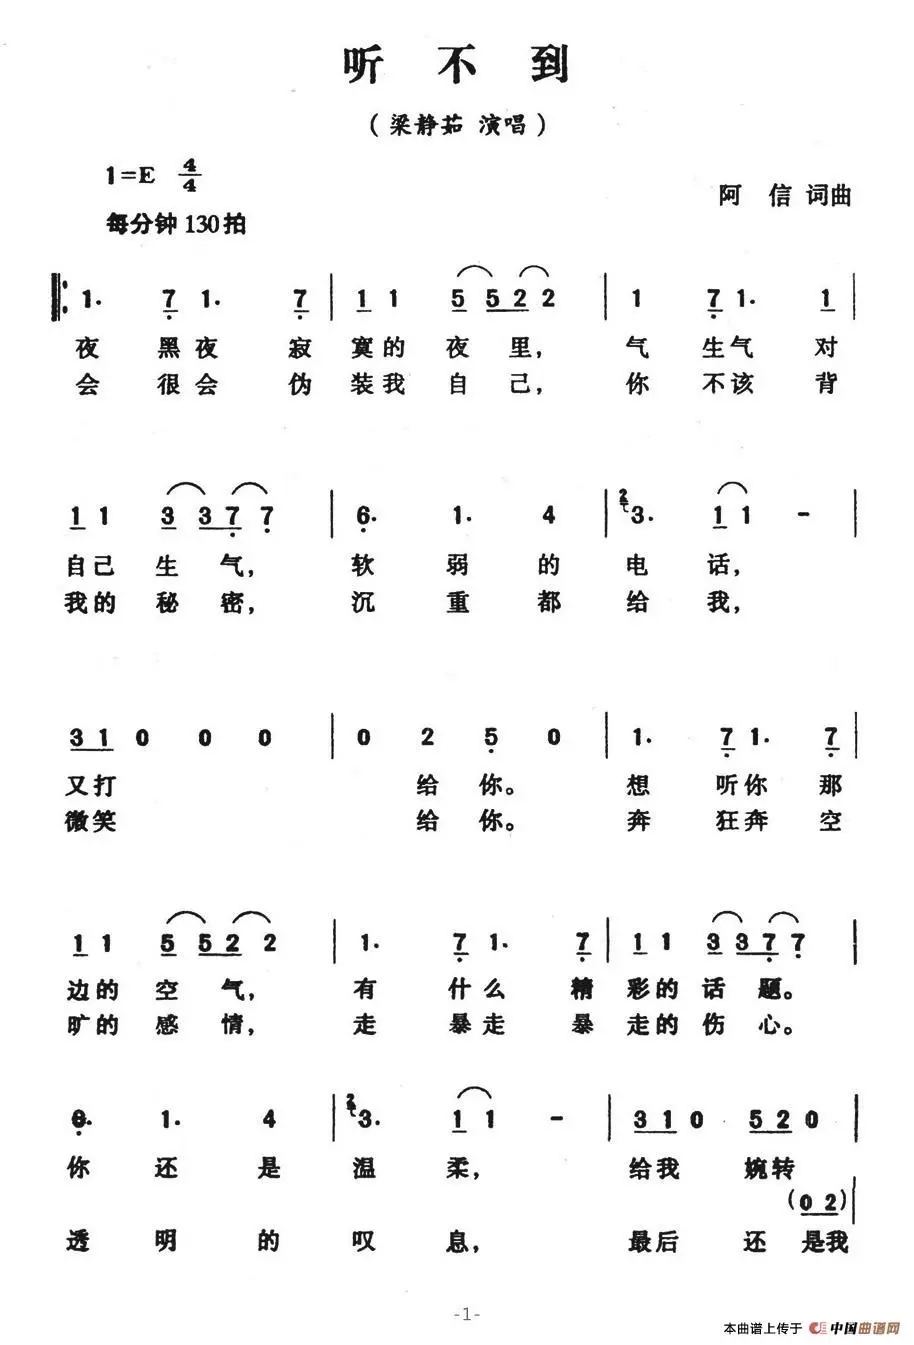 听 不 到
(梁静茹 演唱)
1=E 4/4
阿 信 词曲
每分钟130拍
1. 7 1. 7 | 1 1 5 5 2 2 | 1 7 1. 1 |
夜 黑夜 寂 寞的 夜 里, 气 生气 对
会 很会 伪 装我 自 己, 你 不该 背
1 1 3 3 7 7 | 6. 1. 4 | 2 3. 1 1 - |
自己 生 气, 软 弱 的 电 话,
我的 秘 密, 沉 重 都 给 我,
3 1 0 0 0 | 0 2 5 0 | 1. 7 1. 7 |
又打 给 你。 想 听你 那
微笑 给 你。 奔 狂奔 空
1 1 5 5 2 2 | 1. 7 1. 7 | 1 1 3 3 7 7 |
边的 空 气, 有 什么 精 彩的 话 题。
旷的 感 情, 走 暴走 暴 走的 伤 心。
6. 1. 4 | 2 3. 1 1 - | 3 1 0 5 2 0 |
你 还 是 温 柔, 给我 婉转
(0 2)
透 明 的 叹 息, 最后 还 是我
-1-
本曲谱上传于 中国曲谱网